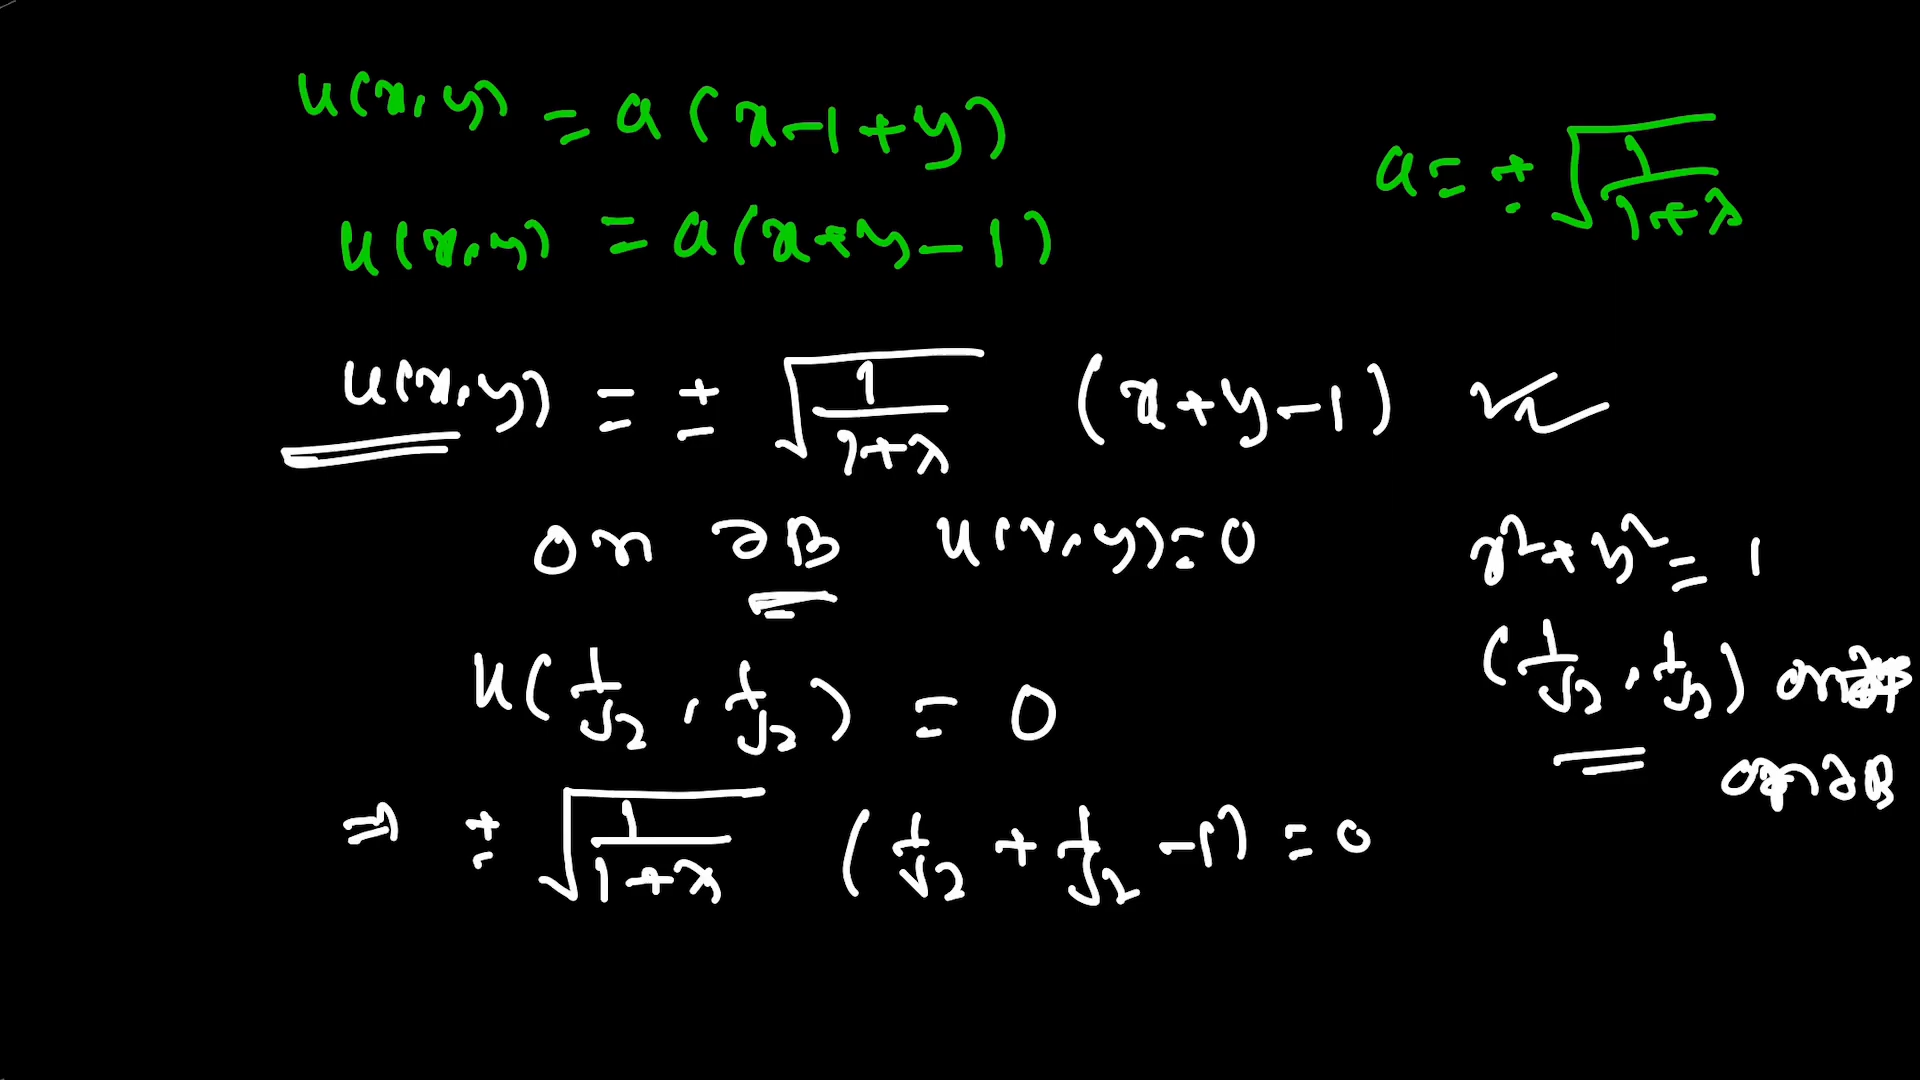 u(x,y) = a(x-1+y)
a = ± √(1/(1+λ))
u(x,y) = a(x+y-1)
u(x,y) = ± √(1/(1+λ)) (x+y-1)
on ∂B u(x,y)=0
x²+y² = 1
u(1/√2, 1/√2) = 0
(1/√2, 1/√2) on
on ∂B
⇒ ± √(1/(1+λ)) (1/√2 + 1/√2 -1) = 0